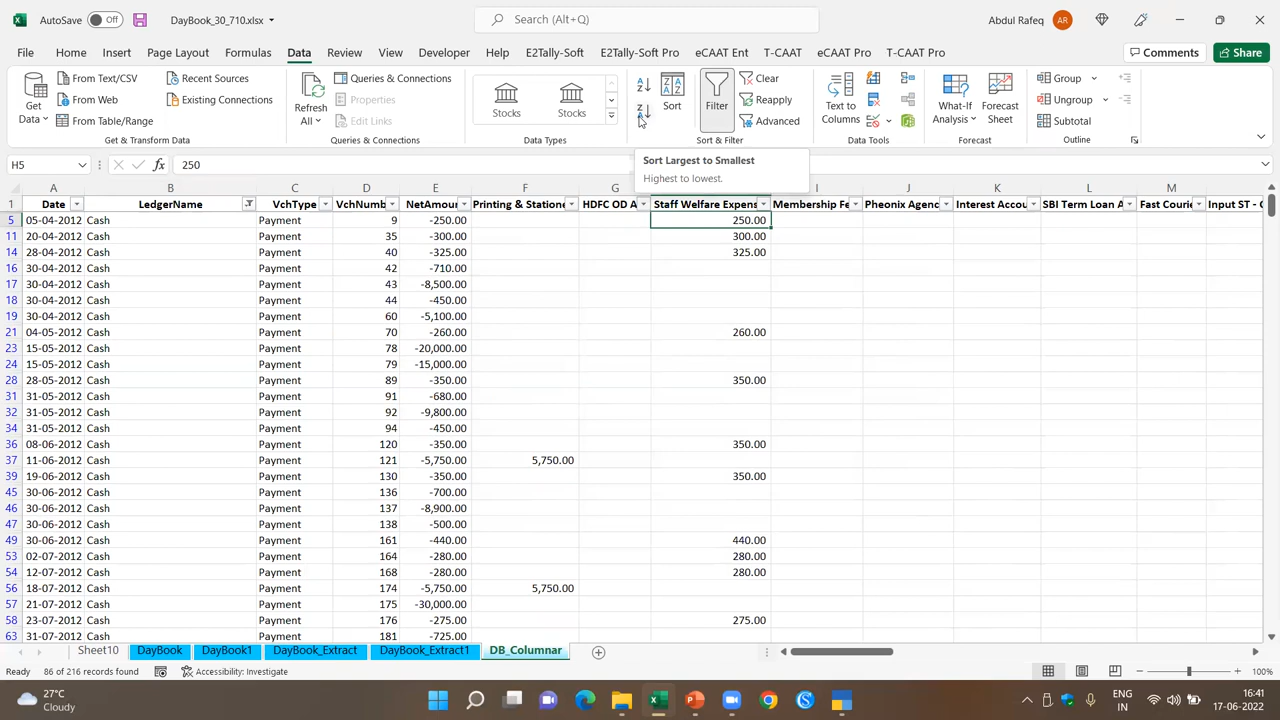 AutoSave Off DayBook_30_710.xlsx Search (Alt+Q) Abdul Rafeq AR
File Home Insert Page Layout Formulas Data Review View Developer Help E2Tally-Soft E2Tally-Soft Pro eCAAT Ent T-CAAT eCAAT Pro T-CAAT Pro Comments Share
From Text/CSV Recent Sources Queries & Connections Clear Group
Get Data From Web Existing Connections Refresh All Properties Stocks Stocks Sort Filter Reapply Text to Columns What-If Analysis Forecast Sheet Ungroup
From Table/Range Edit Links Advanced Subtotal
Get & Transform Data Queries & Connections Data Types Sort & Filter Data Tools Forecast Outline
H5 fx 250
Sort Largest to Smallest
Highest to lowest.
A B C D E F G H I J K L M
1 Date LedgerName VchType VchNumb NetAmou Printing & Statione HDFC OD A Staff Welfare Expens Membership Fe Pheonix Agenc Interest Accou SBI Term Loan A Fast Courie Input ST -
5 05-04-2012 Cash Payment 9 -250.00 250.00
11 20-04-2012 Cash Payment 35 -300.00 300.00
14 28-04-2012 Cash Payment 40 -325.00 325.00
16 30-04-2012 Cash Payment 42 -710.00
17 30-04-2012 Cash Payment 43 -8,500.00
18 30-04-2012 Cash Payment 44 -450.00
19 30-04-2012 Cash Payment 60 -5,100.00
21 04-05-2012 Cash Payment 70 -260.00 260.00
23 15-05-2012 Cash Payment 78 -20,000.00
24 15-05-2012 Cash Payment 79 -15,000.00
28 28-05-2012 Cash Payment 89 -350.00 350.00
31 31-05-2012 Cash Payment 91 -680.00
32 31-05-2012 Cash Payment 92 -9,800.00
34 31-05-2012 Cash Payment 94 -450.00
36 08-06-2012 Cash Payment 120 -350.00 350.00
37 11-06-2012 Cash Payment 121 -5,750.00 5,750.00
39 19-06-2012 Cash Payment 130 -350.00 350.00
45 30-06-2012 Cash Payment 136 -700.00
46 30-06-2012 Cash Payment 137 -8,900.00
47 30-06-2012 Cash Payment 138 -500.00
49 30-06-2012 Cash Payment 161 -440.00 440.00
53 02-07-2012 Cash Payment 164 -280.00 280.00
54 12-07-2012 Cash Payment 168 -280.00 280.00
56 18-07-2012 Cash Payment 174 -5,750.00 5,750.00
57 21-07-2012 Cash Payment 175 -30,000.00
58 23-07-2012 Cash Payment 176 -275.00 275.00
63 31-07-2012 Cash Payment 181 -725.00
Sheet10 DayBook DayBook1 DayBook_Extract DayBook_Extract1 DB_Columnar
Ready 86 of 216 records found Accessibility: Investigate 100%
27°C ENG 16:41
Cloudy IN 17-06-2022